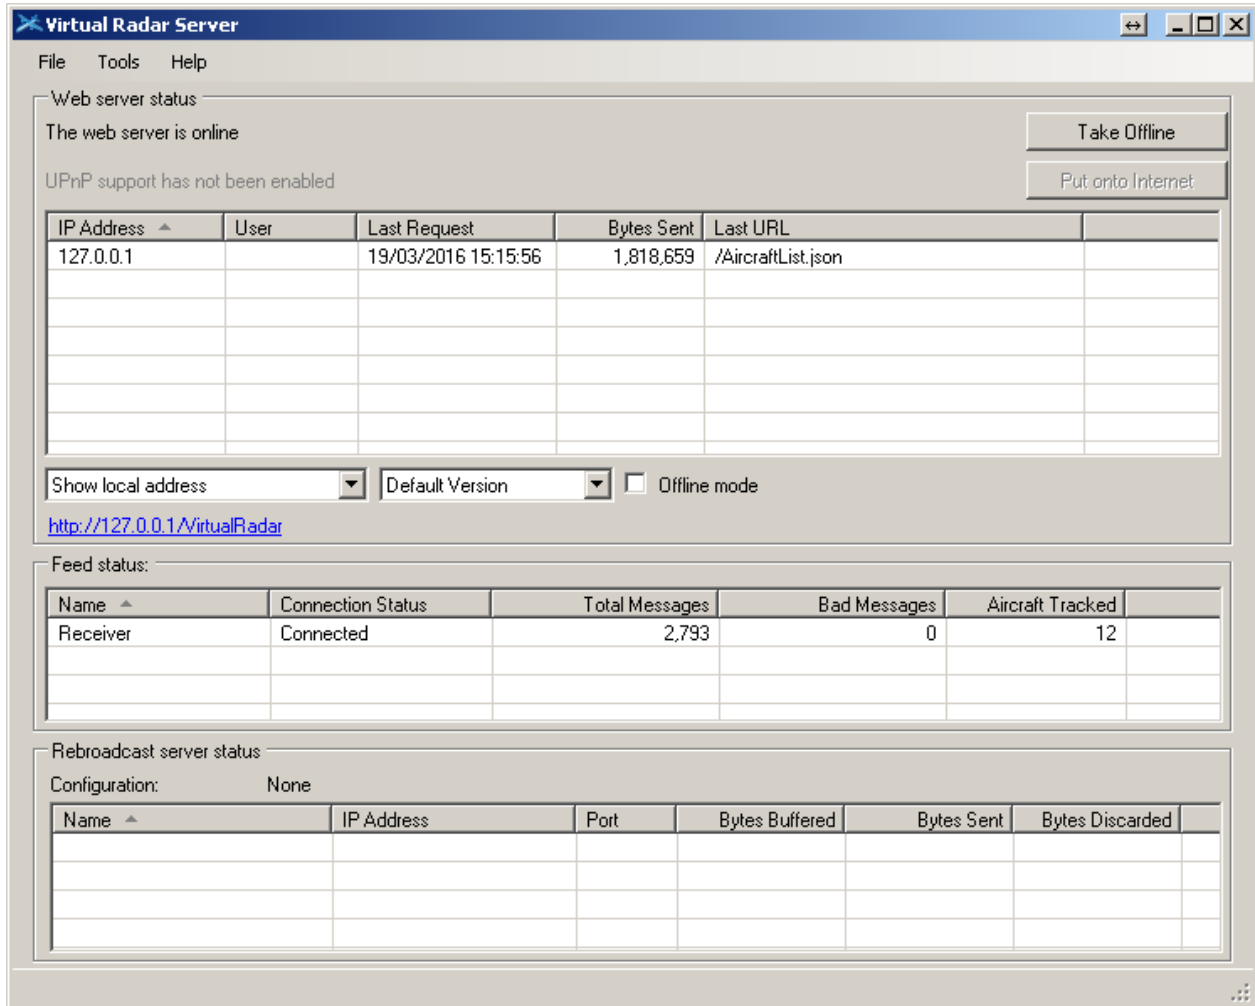 Virtual Radar Server
File Tools Help
Web server status
The web server is online
Take Offline
UPnP support has not been enabled
Put onto Internet
IP Address User Last Request Bytes Sent Last URL
127.0.0.1 19/03/2016 15:15:56 1,818,659 /AircraftList.json
Show local address Default Version Offline mode
http://127.0.0.1/VirtualRadar
Feed status:
Name Connection Status Total Messages Bad Messages Aircraft Tracked
Receiver Connected 2,793 0 12
Rebroadcast server status
Configuration: None
Name IP Address Port Bytes Buffered Bytes Sent Bytes Discarded